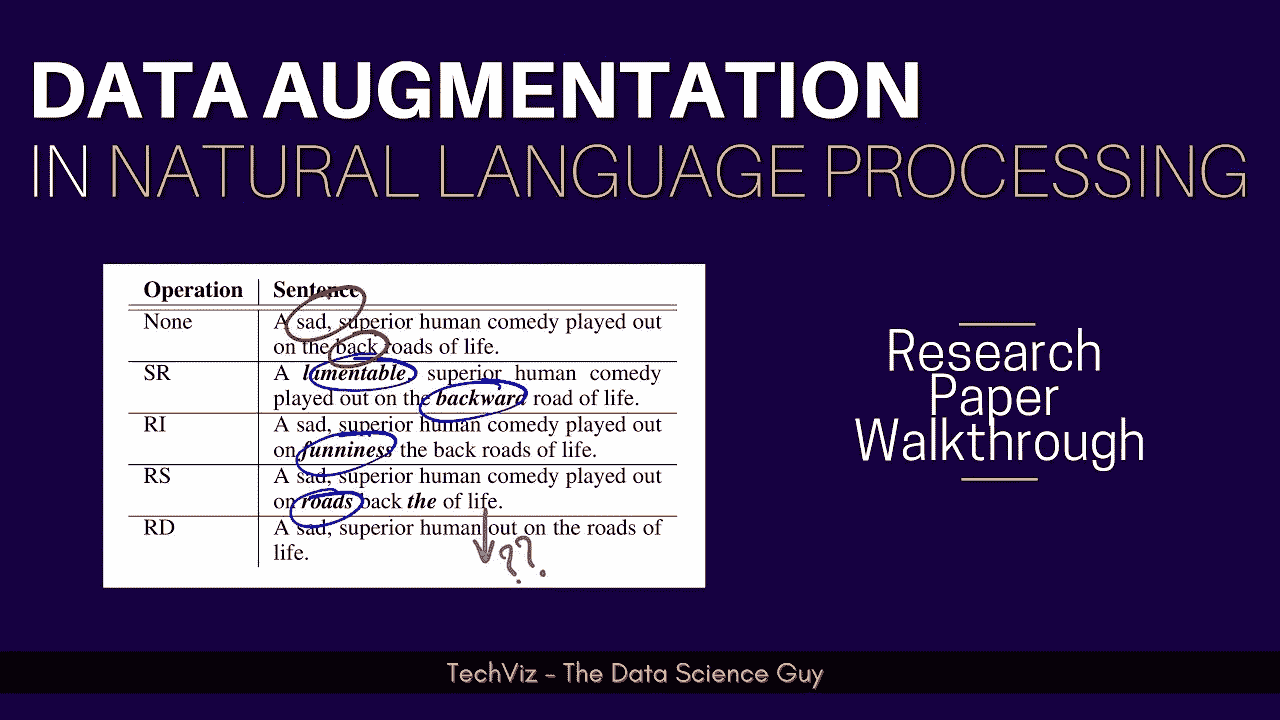 DATA AUGMENTATION
IN NATURAL LANGUAGE PROCESSING
Operation Sentence
None A sad, superior human comedy played out
on the back roads of life.
SR A lamentable superior human comedy
played out on the backward road of life.
RI A sad, superior human comedy played out
on funniness the back roads of life.
RS A sad, superior human comedy played out
on roads back the of life.
RD A sad, superior human out on the roads of
life.
??.
Research
Paper
Walkthrough
TechViz - The Data Science Guy